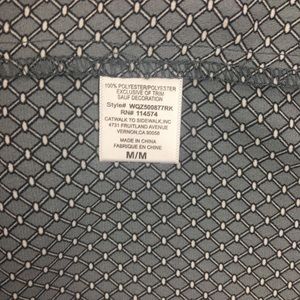 100% POLYESTER/POLYESTER
EXCLUSIVE OF TRIM
SAUF DECORATION
Style# WQZ500877RK
RN# 114574
CATWALK TO SIDEWALK,INC
4731 FRUITLAND AVENUE
VERNON,CA 90058
MADE IN CHINA
FABRIQUE EN CHINE
M/M